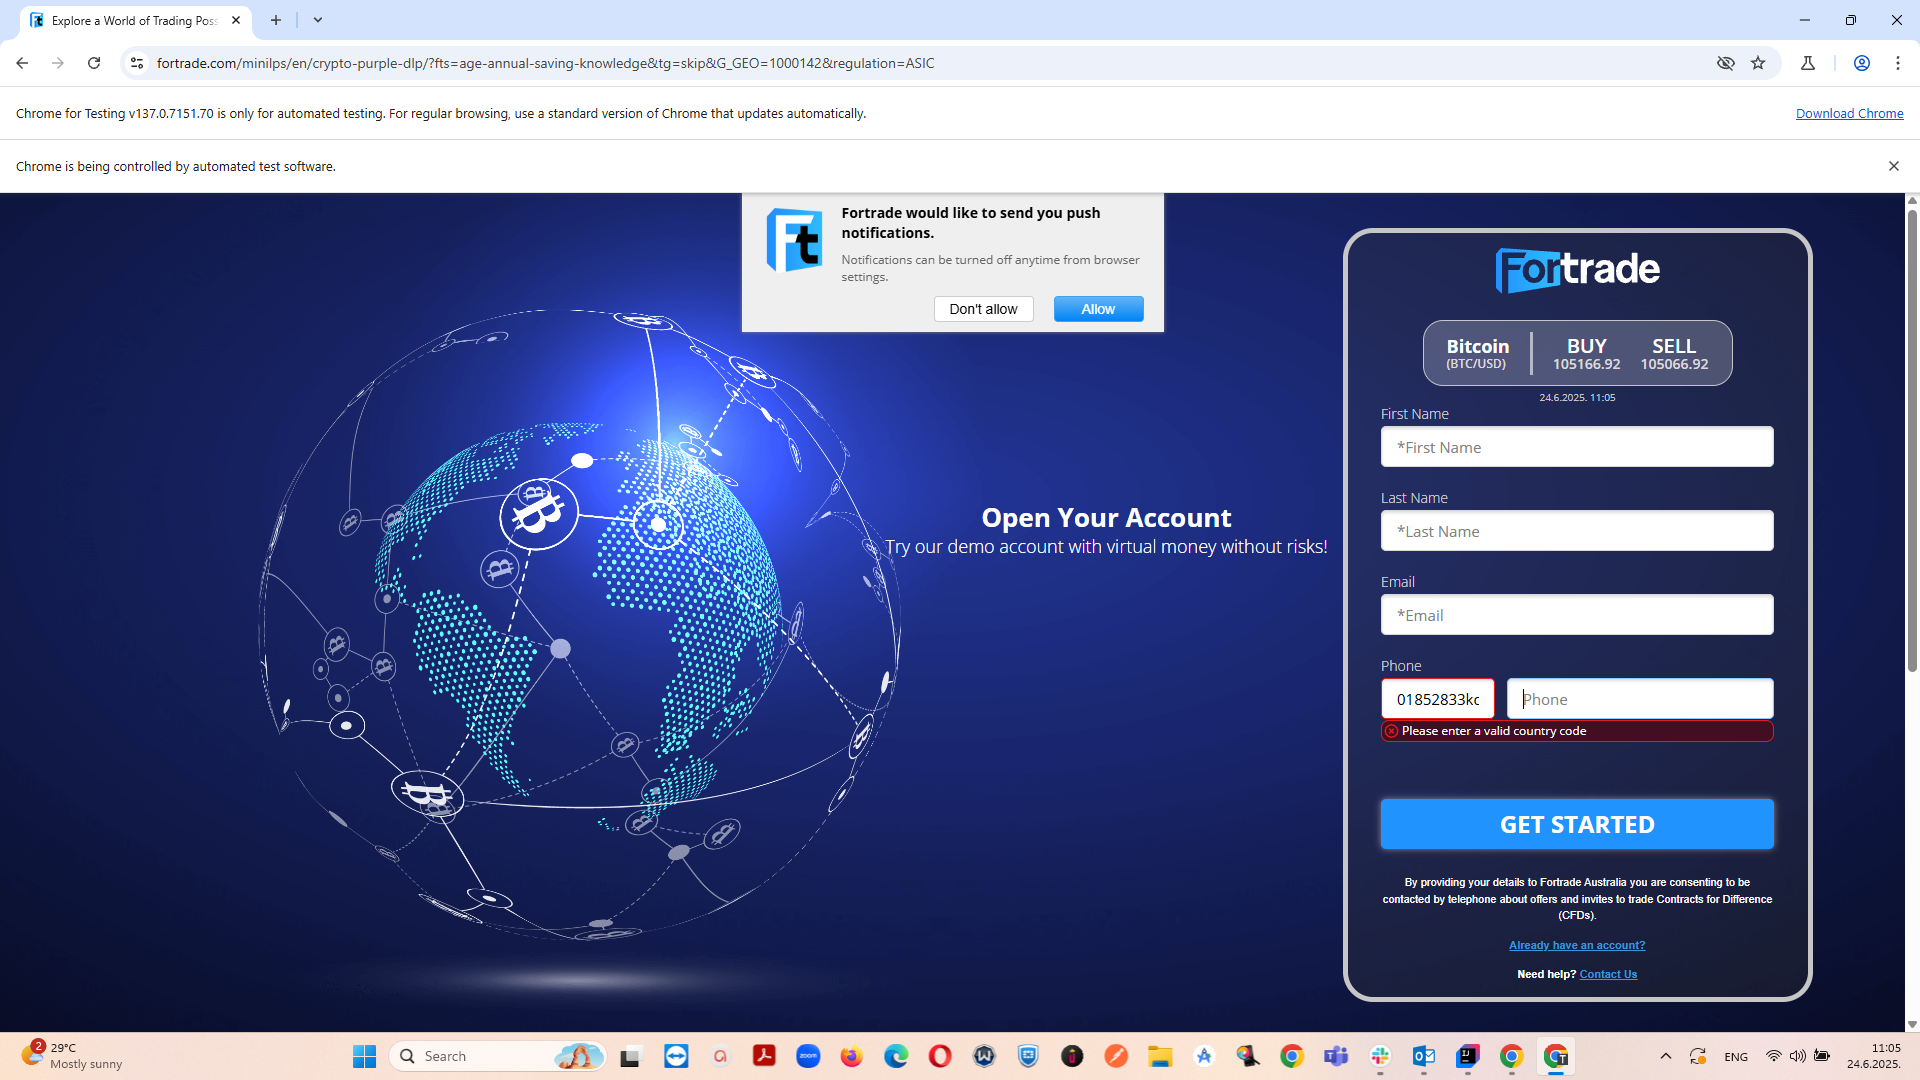 Explore a World of Trading Poss
fortrade.com/minilps/en/crypto-purple-dlp/?fts=age-annual-saving-knowledge&tg=skip&G_GEO=1000142&regulation=ASIC
Chrome for Testing v137.0.7151.70 is only for automated testing. For regular browsing, use a standard version of Chrome that updates automatically.
Download Chrome
Chrome is being controlled by automated test software.
Ft
Fortrade would like to send you push
notifications.
Notifications can be turned off anytime from browser
settings.
Don't allow
Allow
Fortrade
Bitcoin
(BTC/USD)
BUY
105166.92
SELL
105066.92
24.6.2025. 11:05
First Name
*First Name
Last Name
*Last Name
Email
*Email
Phone
01852833kc
Phone
Please enter a valid country code
Open Your Account
Try our demo account with virtual money without risks!
GET STARTED
By providing your details to Fortrade Australia you are consenting to be
contacted by telephone about offers and invites to trade Contracts for Difference
(CFDs).
Already have an account?
Need help? Contact Us
2
29°C
Mostly sunny
Search
zoom
ENG
11:05
24.6.2025.